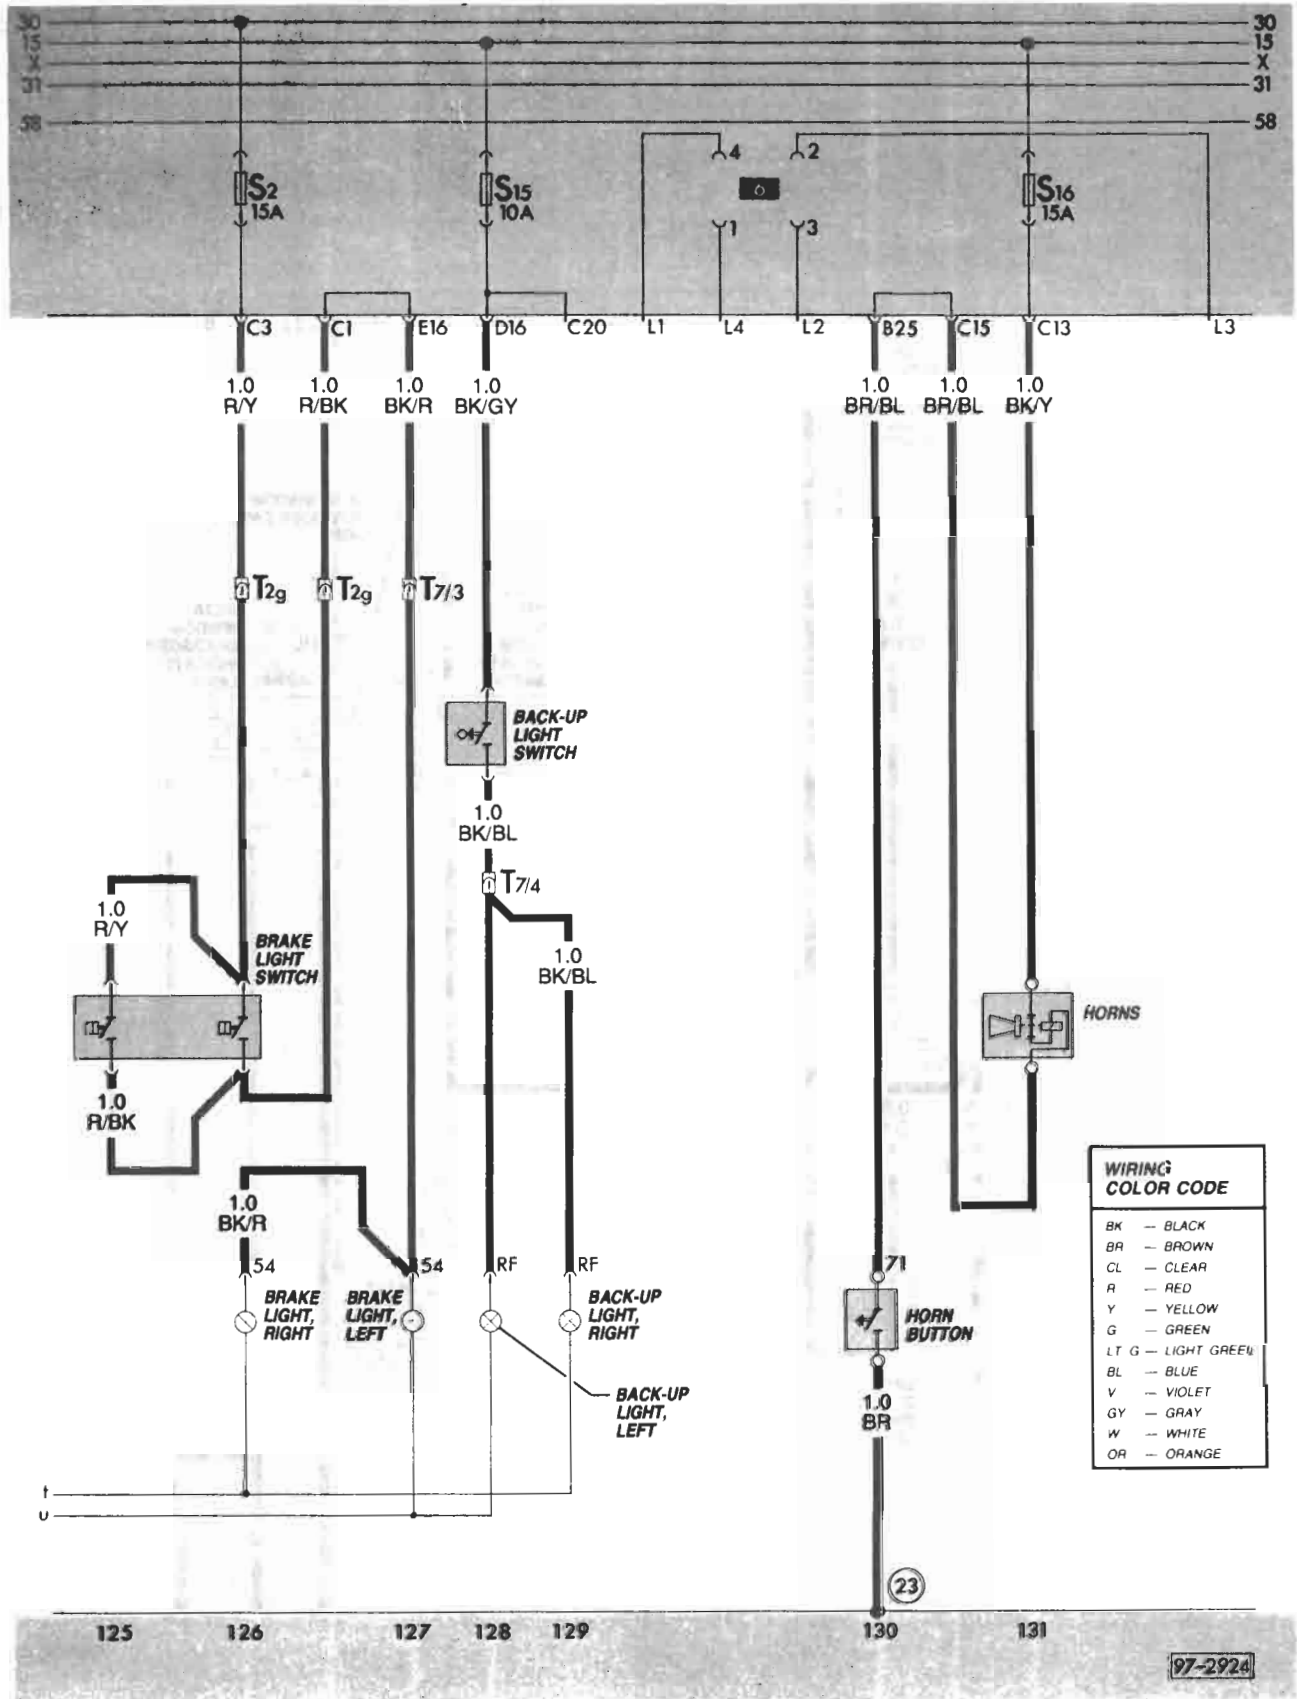 30 30
15 15
X X
31 31
58 58
4 2
S2 S15 S16
15A 10A 15A
1 3
C3 C1 E16 D16 C20 L1 L4 L2 B25 C15 C13 L3
1.0 1.0 1.0 1.0 1.0 1.0 1.0
R/Y R/BK BK/R BK/GY BR/BL BR/BL BK/Y
T2g T2g T7/3
BACK-UP
LIGHT
SWITCH
1.0
BK/BL
T7/4
1.0
R/Y
BRAKE
LIGHT
SWITCH
1.0
BK/BL
HORNS
1.0
R/BK
1.0
BK/R
54 54 RF RF 71
BRAKE
LIGHT,
RIGHT
BRAKE
LIGHT,
LEFT
BACK-UP
LIGHT,
RIGHT
HORN
BUTTON
BACK-UP
LIGHT,
LEFT
1.0
BR
WIRING
COLOR CODE
BK — BLACK
BR — BROWN
CL — CLEAR
R — RED
Y — YELLOW
G — GREEN
LT G — LIGHT GREEN
BL — BLUE
V — VIOLET
GY — GRAY
W — WHITE
OR — ORANGE
t
u
23
125 126 127 128 129 130 131
97-2924